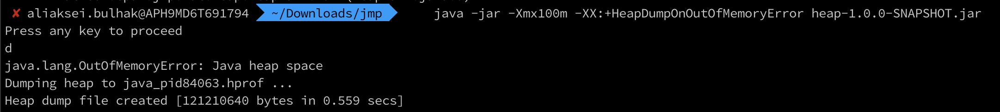 ✘ aliaksei.bulhak@APH9MD6T691794 ~/Downloads/jmp java -jar -Xmx100m -XX:+HeapDumpOnOutOfMemoryError heap-1.0.0-SNAPSHOT.jar
Press any key to proceed
d
java.lang.OutOfMemoryError: Java heap space
Dumping heap to java_pid84063.hprof ...
Heap dump file created [121210640 bytes in 0.559 secs]